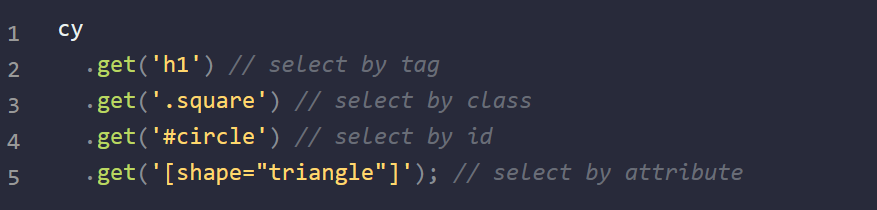 1 cy
2 .get('h1') // select by tag
3 .get('.square') // select by class
4 .get('#circle') // select by id
5 .get('[shape="triangle"]'); // select by attribute